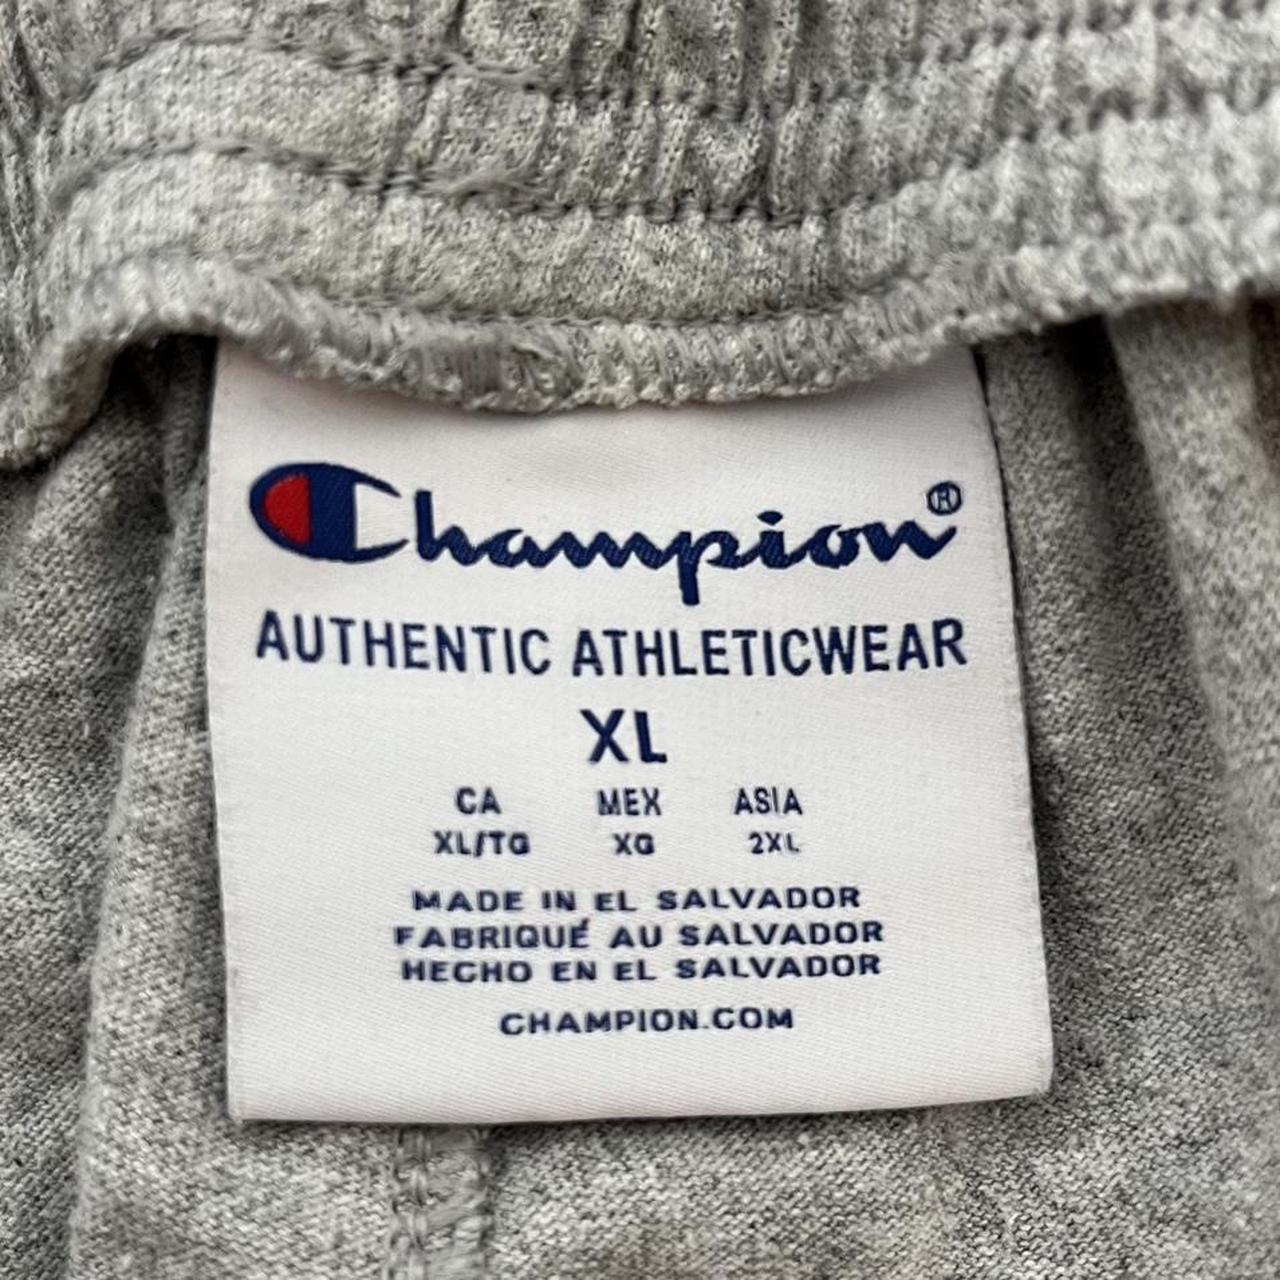 Champion®
AUTHENTIC ATHLETICWEAR
XL
CA MEX ASIA
XL/TG XG 2XL
MADE IN EL SALVADOR
FABRIQUÉ AU SALVADOR
HECHO EN EL SALVADOR
CHAMPION.COM